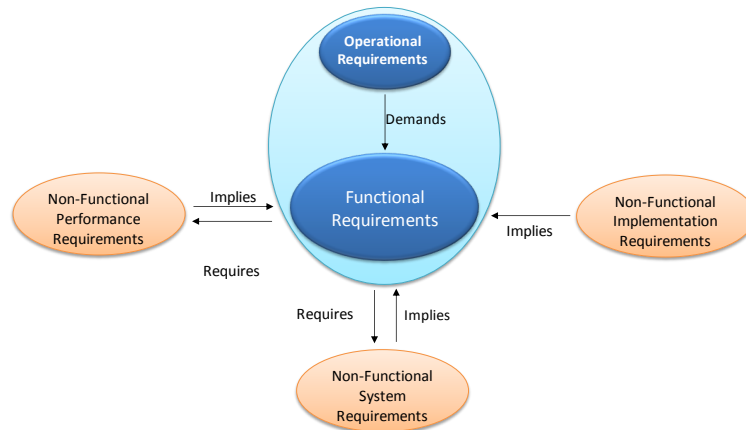 Operational
Requirements
Demands
Functional
Requirements
Non-Functional
Performance
Requirements
Implies
Requires
Non-Functional
Implementation
Requirements
Implies
Requires
Implies
Non-Functional
System
Requirements